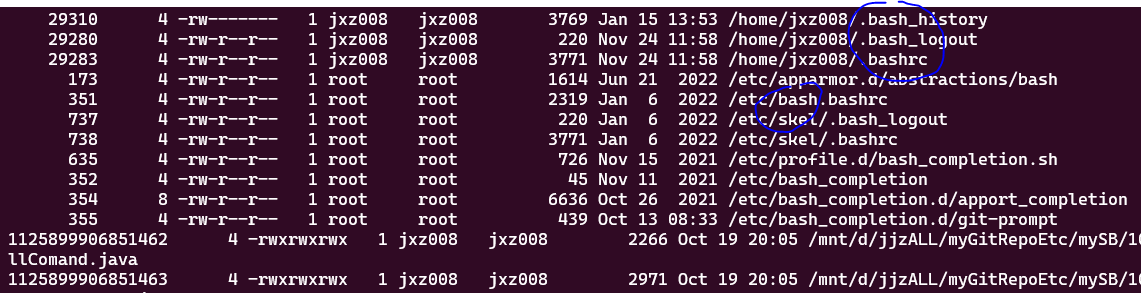 29310 4 -rw------- 1 jxz008 jxz008 3769 Jan 15 13:53 /home/jxz008/.bash_history
29280 4 -rw-r--r-- 1 jxz008 jxz008 220 Nov 24 11:58 /home/jxz008/.bash_logout
29283 4 -rw-r--r-- 1 jxz008 jxz008 3771 Nov 24 11:58 /home/jxz008/.bashrc
173 4 -rw-r--r-- 1 root root 1614 Jun 21 2022 /etc/apparmor.d/abstractions/bash
351 4 -rw-r--r-- 1 root root 2319 Jan 6 2022 /etc/bash.bashrc
737 4 -rw-r--r-- 1 root root 220 Jan 6 2022 /etc/skel/.bash_logout
738 4 -rw-r--r-- 1 root root 3771 Jan 6 2022 /etc/skel/.bashrc
635 4 -rw-r--r-- 1 root root 726 Nov 15 2021 /etc/profile.d/bash_completion.sh
352 4 -rw-r--r-- 1 root root 45 Nov 11 2021 /etc/bash_completion
354 8 -rw-r--r-- 1 root root 6636 Oct 26 2021 /etc/bash_completion.d/apport_completion
355 4 -rw-r--r-- 1 root root 439 Oct 13 08:33 /etc/bash_completion.d/git-prompt
1125899906851462 4 -rwxrwxrwx 1 jxz008 jxz008 2266 Oct 19 20:05 /mnt/d/jjzALL/myGitRepoEtc/mySB/10
llComand.java
1125899906851463 4 -rwxrwxrwx 1 jxz008 jxz008 2971 Oct 19 20:05 /mnt/d/jjzALL/myGitRepoEtc/mySB/10